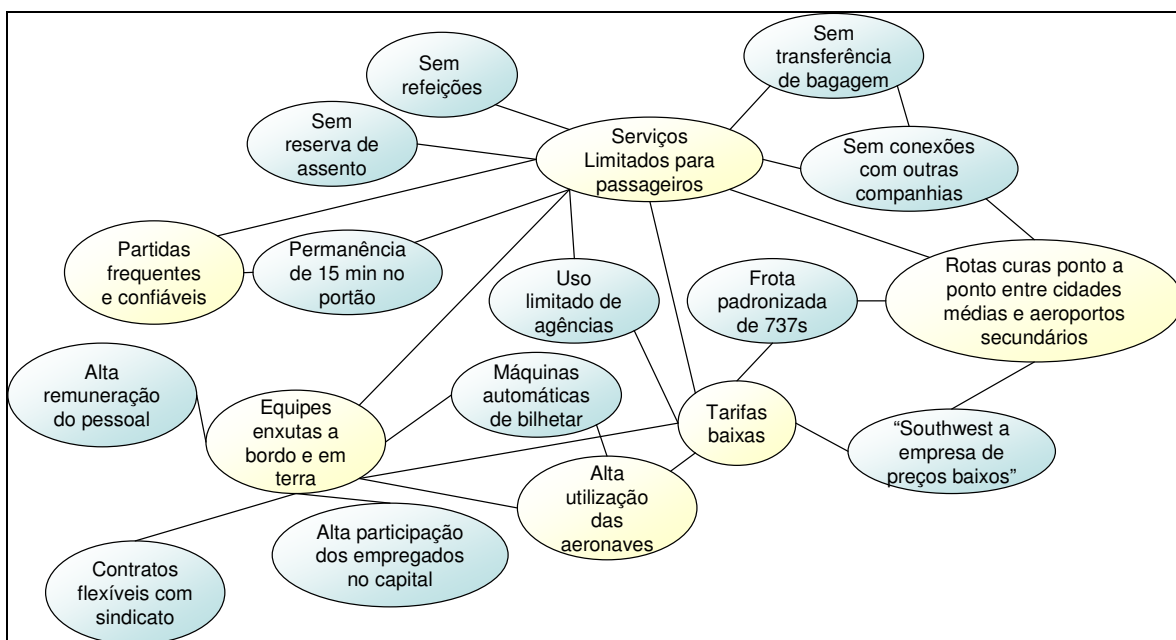 Sem
refeições
Sem
transferência
de bagagem
Sem
reserva de
assento
Serviços
Limitados para
passageiros
Sem conexões
com outras
companhias
Partidas
frequentes
e confiáveis
Permanência
de 15 min no
portão
Uso
limitado de
agências
Frota
padronizada
de 737s
Rotas curas ponto a
ponto entre cidades
médias e aeroportos
secundários
Alta
remuneração
do pessoal
Equipes
enxutas a
bordo e em
terra
Máquinas
automáticas
de bilhetar
Tarifas
baixas
“Southwest a
empresa de
preços baixos”
Alta
utilização
das
aeronaves
Alta participação
dos empregados
no capital
Contratos
flexíveis com
sindicato